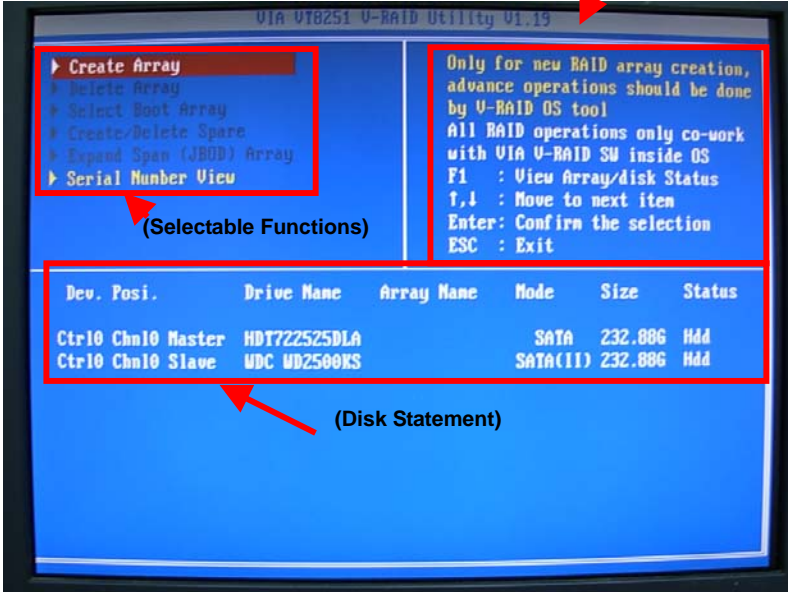 VIA VT8251 V-RAID Utility V1.19
Create Array
Delete Array
Select Boot Array
Create/Delete Spare
Expand Span (JBOD) Array
Serial Number View
(Selectable Functions)
Only for new RAID array creation,
advance operations should be done
by V-RAID OS tool
All RAID operations only co-work
with VIA V-RAID SW inside OS
F1 : View Array/disk Status
↑,↓ : Move to next item
Enter: Confirm the selection
ESC : Exit
Dev. Posi. Drive Name Array Name Mode Size Status
Ctrl0 Chnl0 Master HDT722525DLA SATA 232.88G Hdd
Ctrl0 Chnl0 Slave WDC WD2500KS SATA(II) 232.88G Hdd
(Disk Statement)